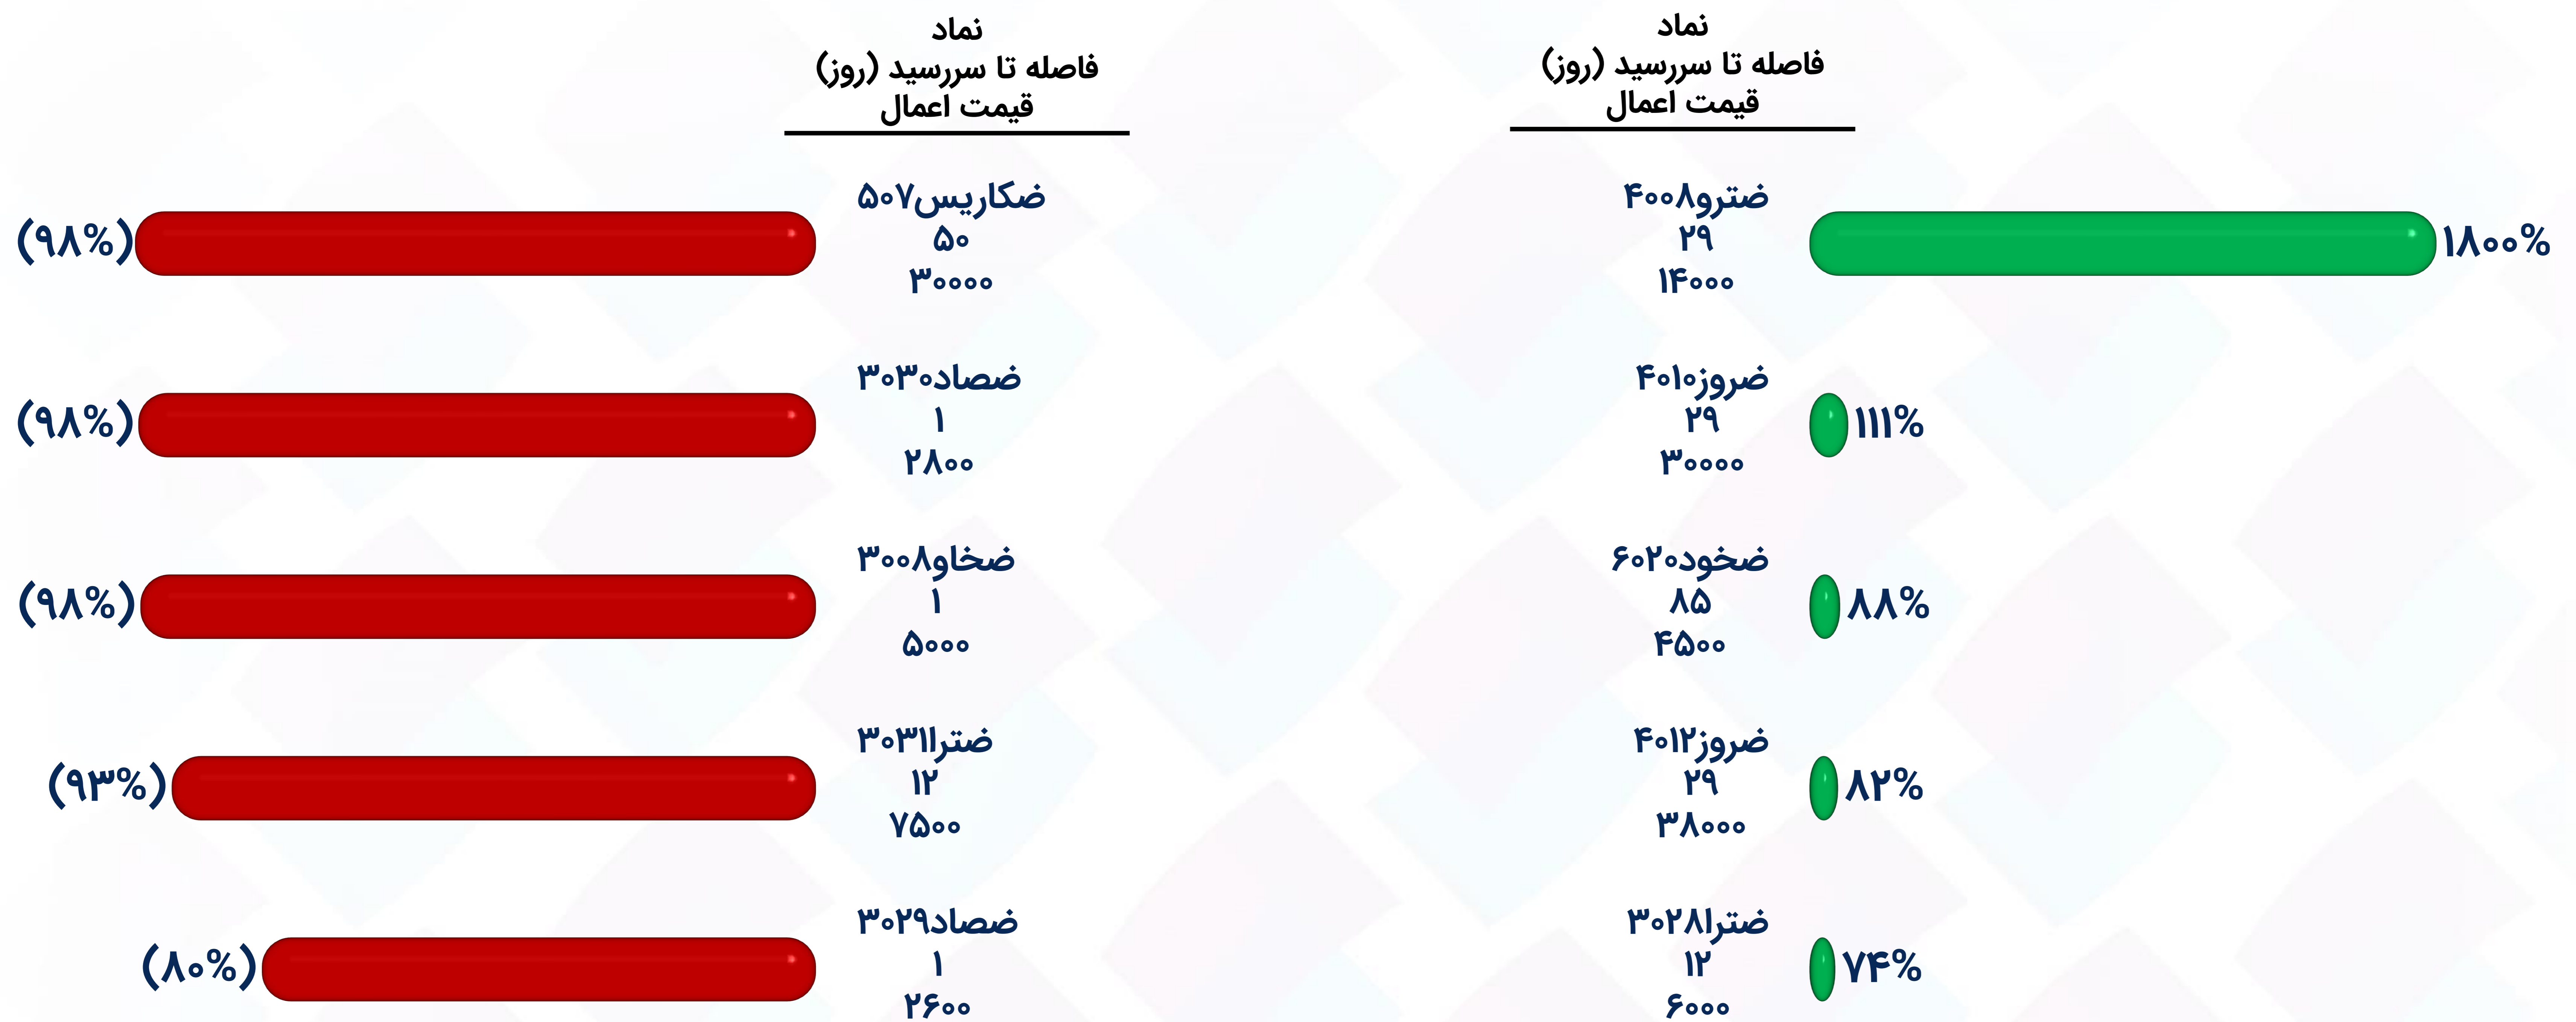 نماد
فاصله تا سررسید (روز)
قیمت اعمال
ضترو۴۰۰۸
۲۹
۱۴۰۰۰
۱۸۰۰%
ضروز۴۰۱۰
۲۹
۳۰۰۰۰
۱۱۱%
ضخود۶۰۲۰
۸۵
۴۵۰۰
۸۸%
ضروز۴۰۱۲
۲۹
۳۸۰۰۰
۸۲%
ضترا۳۰۲۸
۱۲
۶۰۰۰
۷۴%
نماد
فاصله تا سررسید (روز)
قیمت اعمال
ضکاریس۵۰۷
۵۰
۳۰۰۰۰
(۹۸%)
ضصاد۳۰۳۰
۱
۲۸۰۰
(۹۸%)
ضخاو۳۰۰۸
۱
۵۰۰۰
(۹۸%)
ضترا۳۰۳۱
۱۲
۷۵۰۰
(۹۳%)
ضصاد۳۰۲۹
۱
۲۶۰۰
(۸۰%)